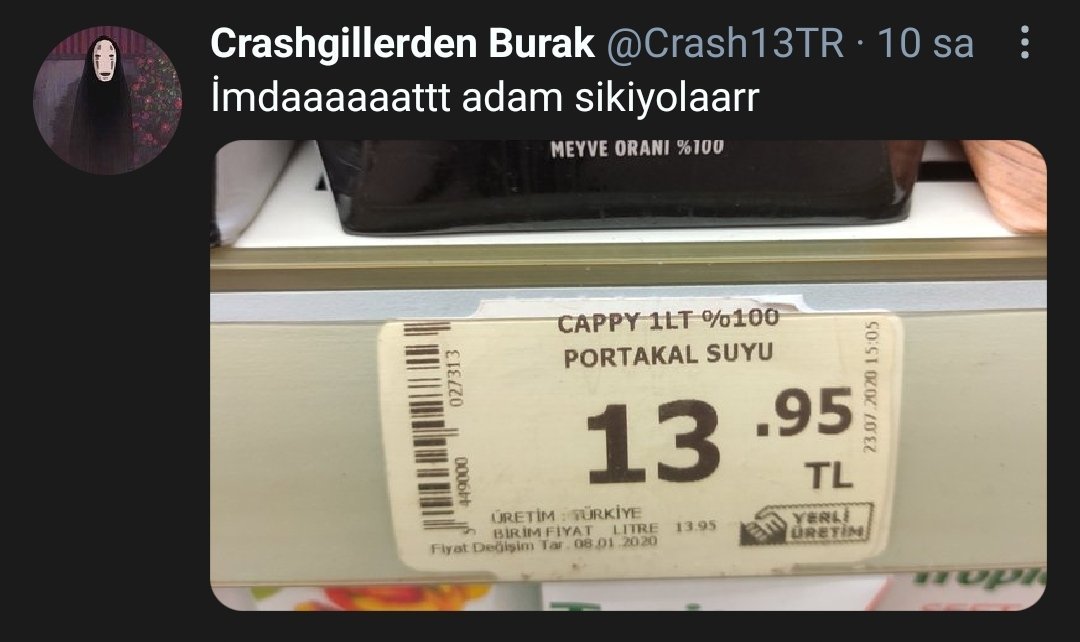 Crashgillerden Burak @Crash13TR · 10 sa
İmdaaaaaattt adam sikiyolaarr
MEYVE ORANI %100
CAPPY 1LT %100
PORTAKAL SUYU
13.95
TL
23.07.2020 15:05
027313
449000
ÜRETİM : TÜRKİYE
BİRİM FİYAT LITRE 13.95
Fiyat Değişim Tar. 08.01.2020
YERLİ
ÜRETİM